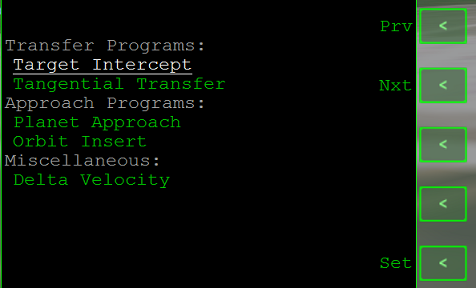 Prv <
Transfer Programs:
Target Intercept
Tangential Transfer
Nxt <
Approach Programs:
Planet Approach
Orbit Insert
<
Miscellaneous:
Delta Velocity
<
Set <